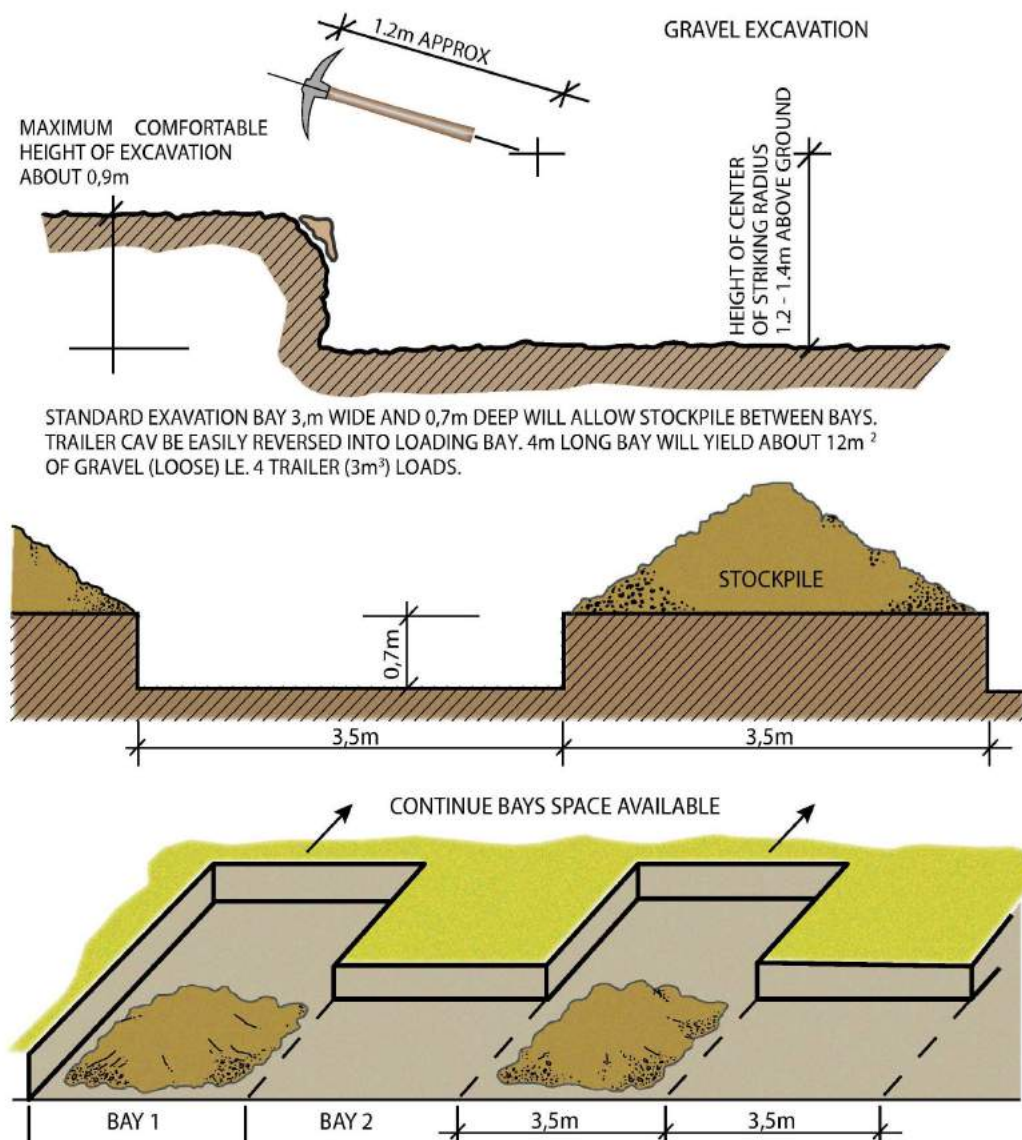 1.2m APPROX
GRAVEL EXCAVATION
MAXIMUM COMFORTABLE
HEIGHT OF EXCAVATION
ABOUT 0,9m
HEIGHT OF CENTER
OF STRIKING RADIUS
1.2 - 1.4m ABOVE GROUND
STANDARD EXAVATION BAY 3,m WIDE AND 0,7m DEEP WILL ALLOW STOCKPILE BETWEEN BAYS.
TRAILER CAV BE EASILY REVERSED INTO LOADING BAY. 4m LONG BAY WILL YIELD ABOUT 12m ²
OF GRAVEL (LOOSE) LE. 4 TRAILER (3m³) LOADS.
STOCKPILE
0,7m
3,5m 3,5m
CONTINUE BAYS SPACE AVAILABLE
BAY 1 BAY 2 3,5m 3,5m